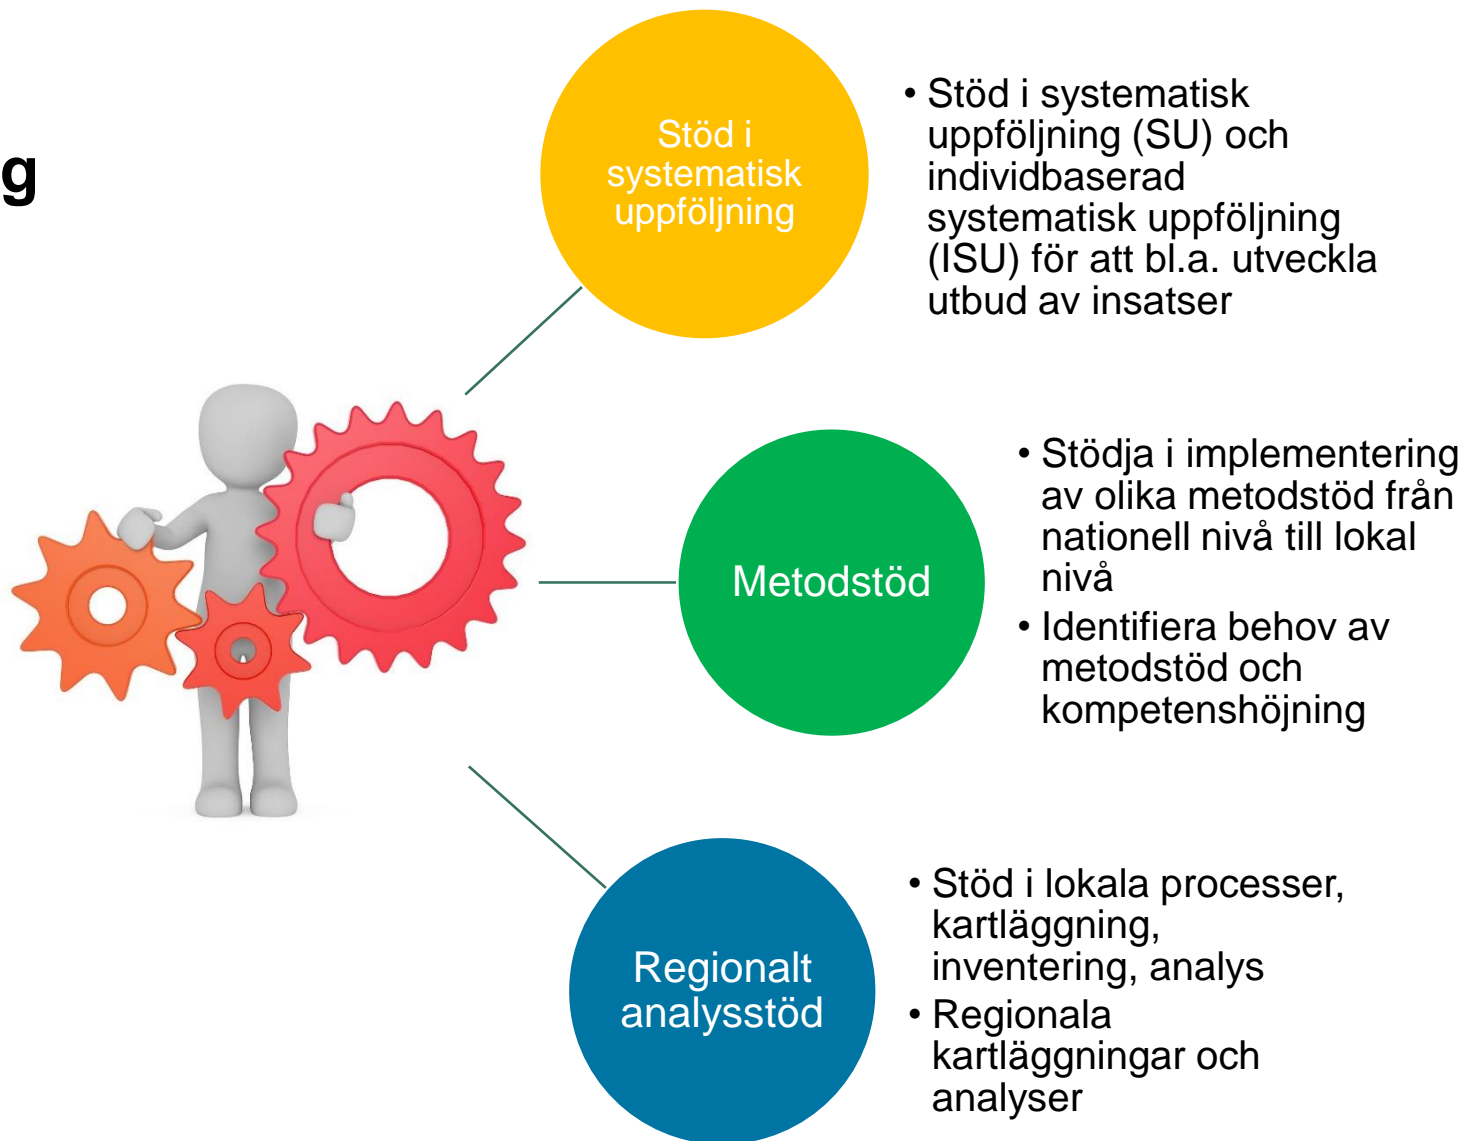 g
Stöd i
systematisk
uppföljning
• Stöd i systematisk
uppföljning (SU) och
individbaserad
systematisk uppföljning
(ISU) för att bl.a. utveckla
utbud av insatser
Metodstöd
• Stödja i implementering
av olika metodstöd från
nationell nivå till lokal
nivå
• Identifiera behov av
metodstöd och
kompetenshöjning
Regionalt
analysstöd
• Stöd i lokala processer,
kartläggning,
inventering, analys
• Regionala
kartläggningar och
analyser